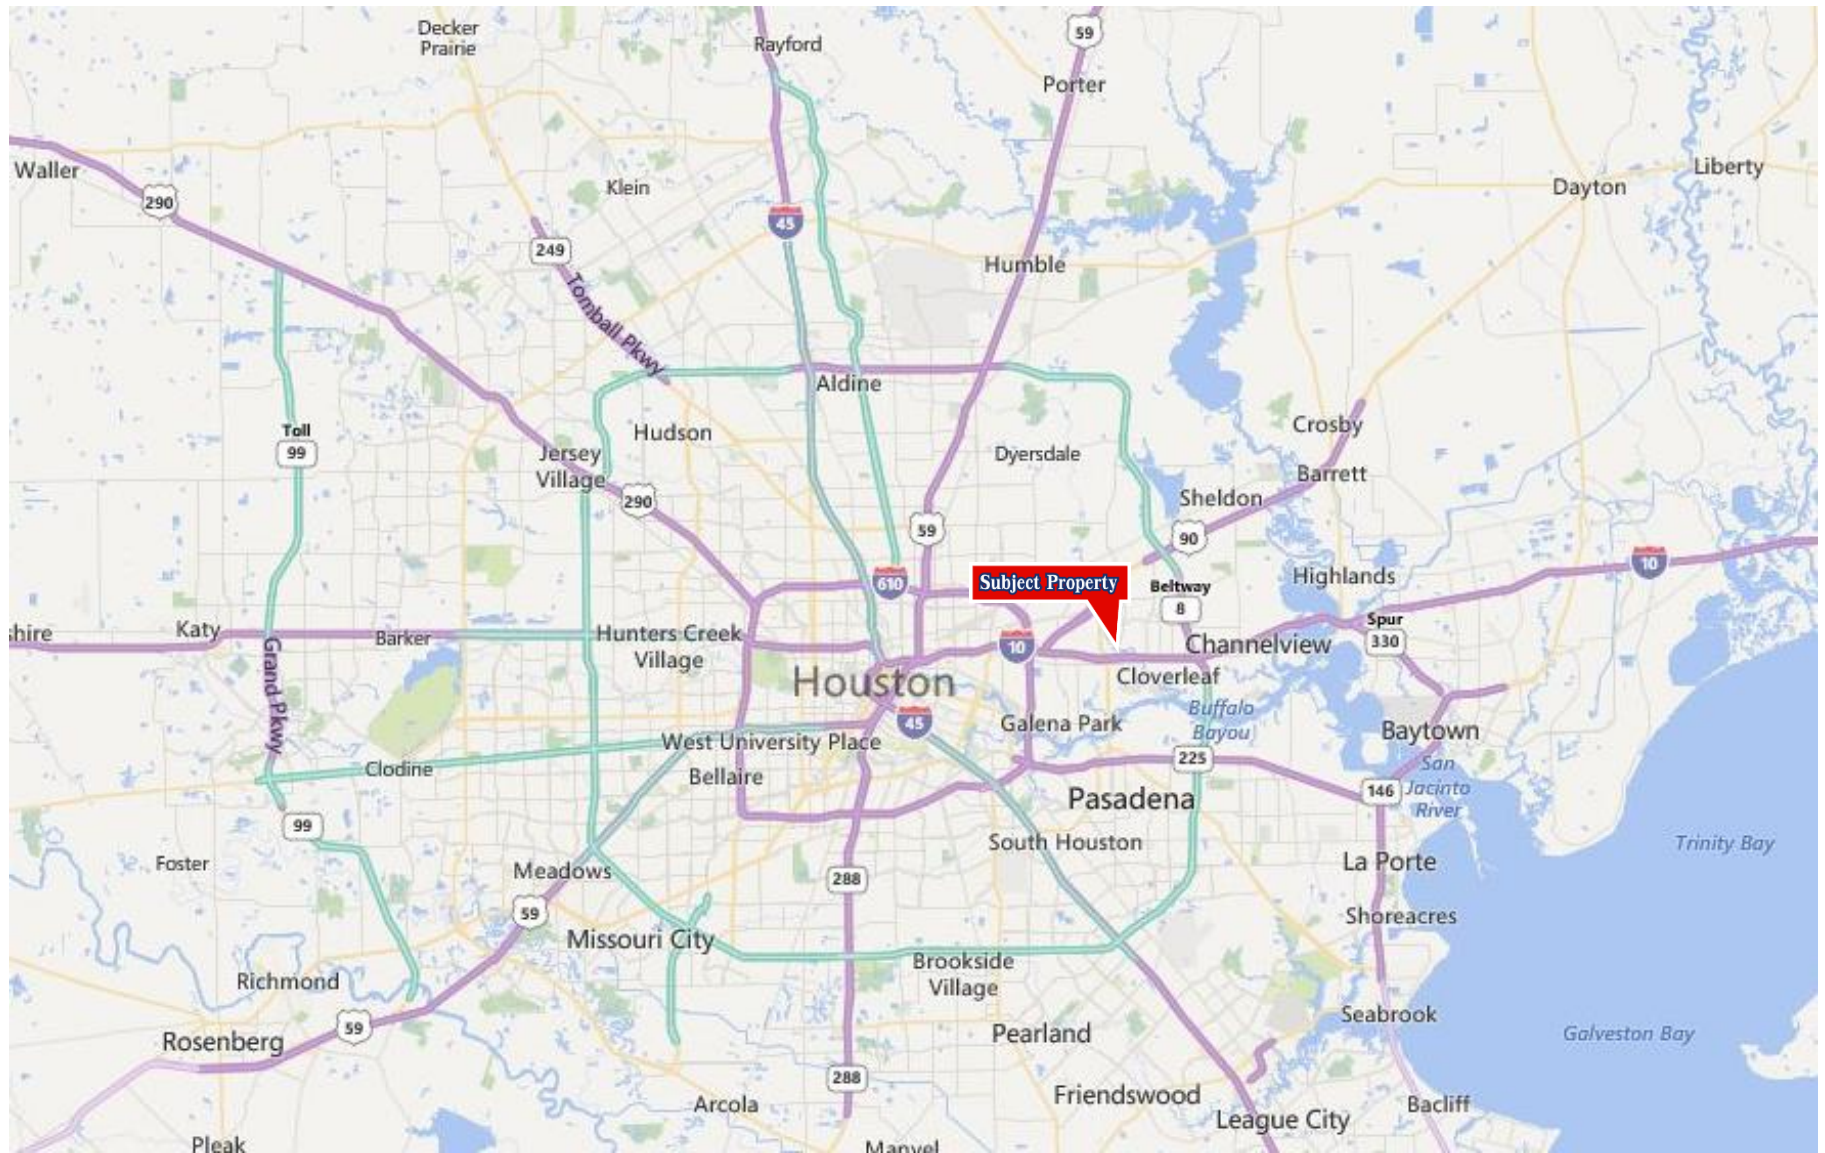 Decker
Prairie
Rayford
59
Porter
Waller
290
Klein
Liberty
Dayton
45
249
Humble
Tomball Pkwy
Aldine
Crosby
Toll
99
Hudson
Jersey
Village
Dyersdale
Barrett
Sheldon
290
59
90
610
Subject Property
Beltway
8
Highlands
10
shire
Katy
Barker
Hunters Creek
Village
10
Channelview
Spur
330
Grand Pkwy
Houston
Cloverleaf
45
Galena Park
Buffalo
Bayou
Baytown
West University Place
Clodine
Bellaire
225
San
Jacinto
River
146
Pasadena
99
South Houston
Trinity Bay
Foster
Meadows
La Porte
288
59
Shoreacres
Missouri City
Brookside
Village
Richmond
Seabrook
59
Rosenberg
Pearland
Galveston Bay
288
Arcola
Friendswood
League City
Bacliff
Pleak
Manvel